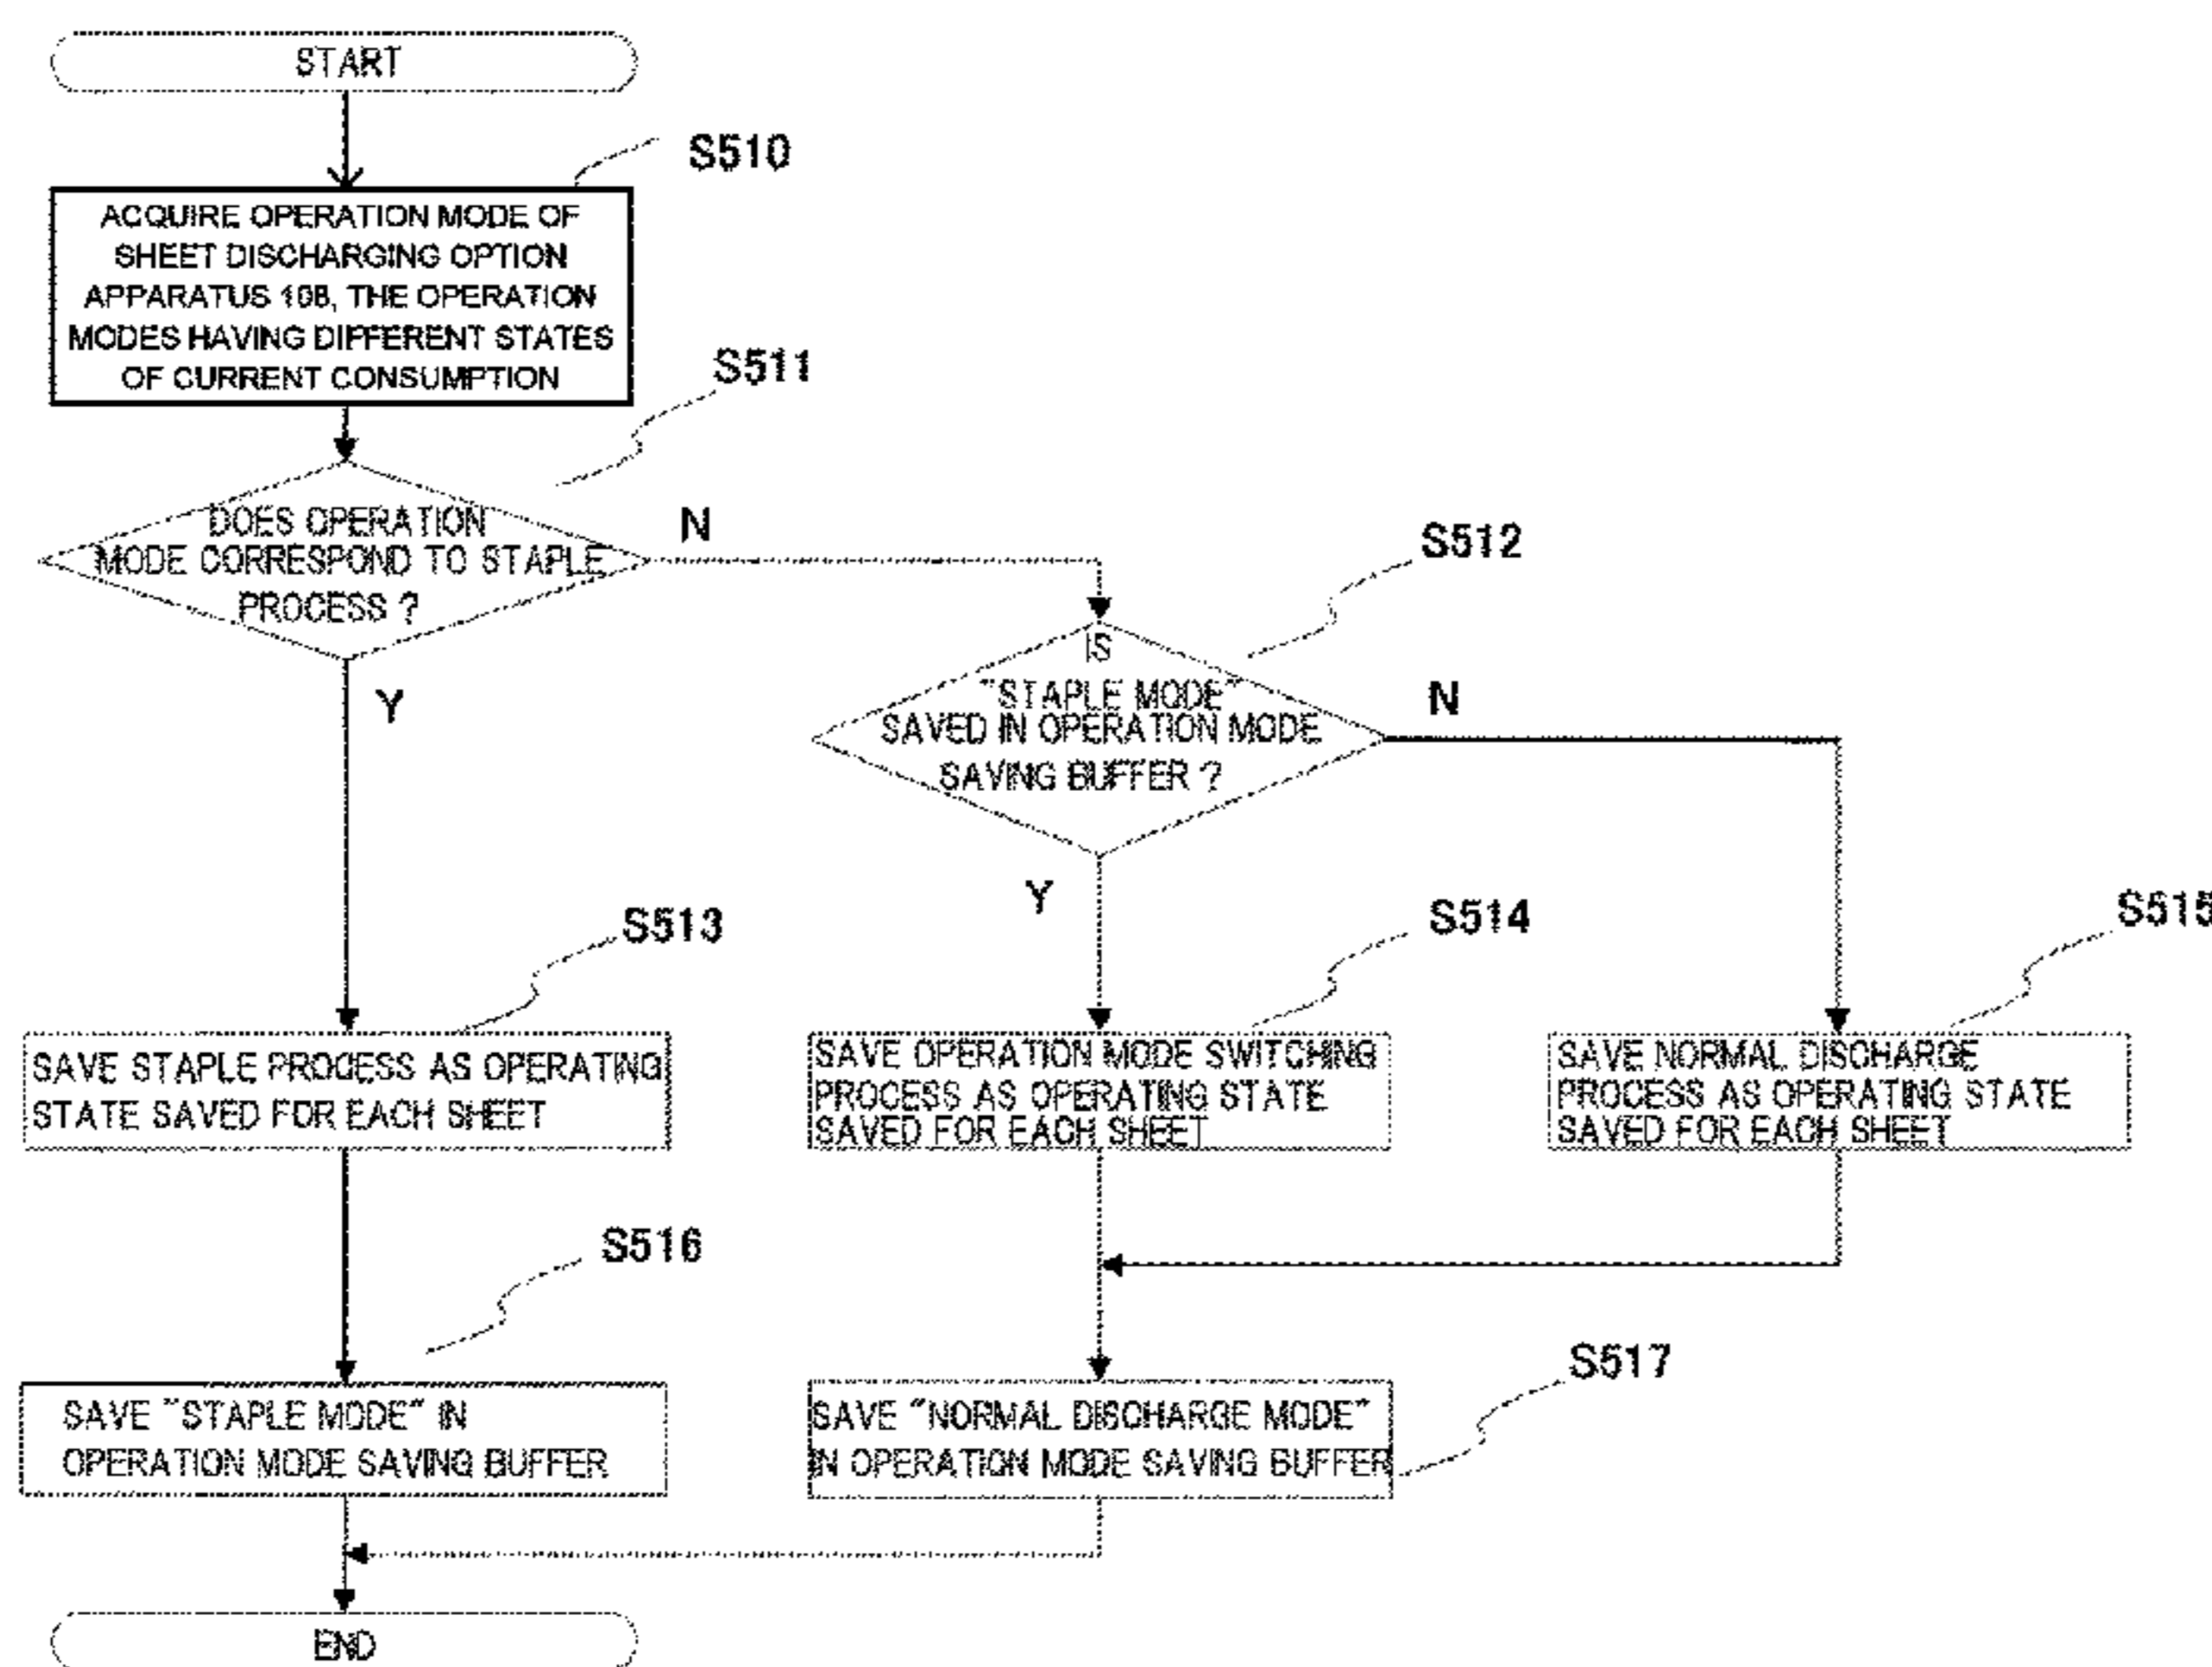 START
S510
ACQUIRE OPERATION MODE OF
SHEET DISCHARGING OPTION
APPARATUS 108, THE OPERATION
MODES HAVING DIFFERENT STATES
OF CURRENT CONSUMPTION
S511
DOES OPERATION
MODE CORRESPOND TO STAPLE
PROCESS ?
N
Y
S512
IS
"STAPLE MODE"
SAVED IN OPERATION MODE
SAVING BUFFER ?
N
Y
S513
SAVE STAPLE PROCESS AS OPERATING
STATE SAVED FOR EACH SHEET
S514
SAVE OPERATION MODE SWITCHING
PROCESS AS OPERATING STATE
SAVED FOR EACH SHEET
S515
SAVE NORMAL DISCHARGE
PROCESS AS OPERATING STATE
SAVED FOR EACH SHEET
S516
SAVE "STAPLE MODE" IN
OPERATION MODE SAVING BUFFER
S517
SAVE "NORMAL DISCHARGE MODE"
IN OPERATION MODE SAVING BUFFER
END